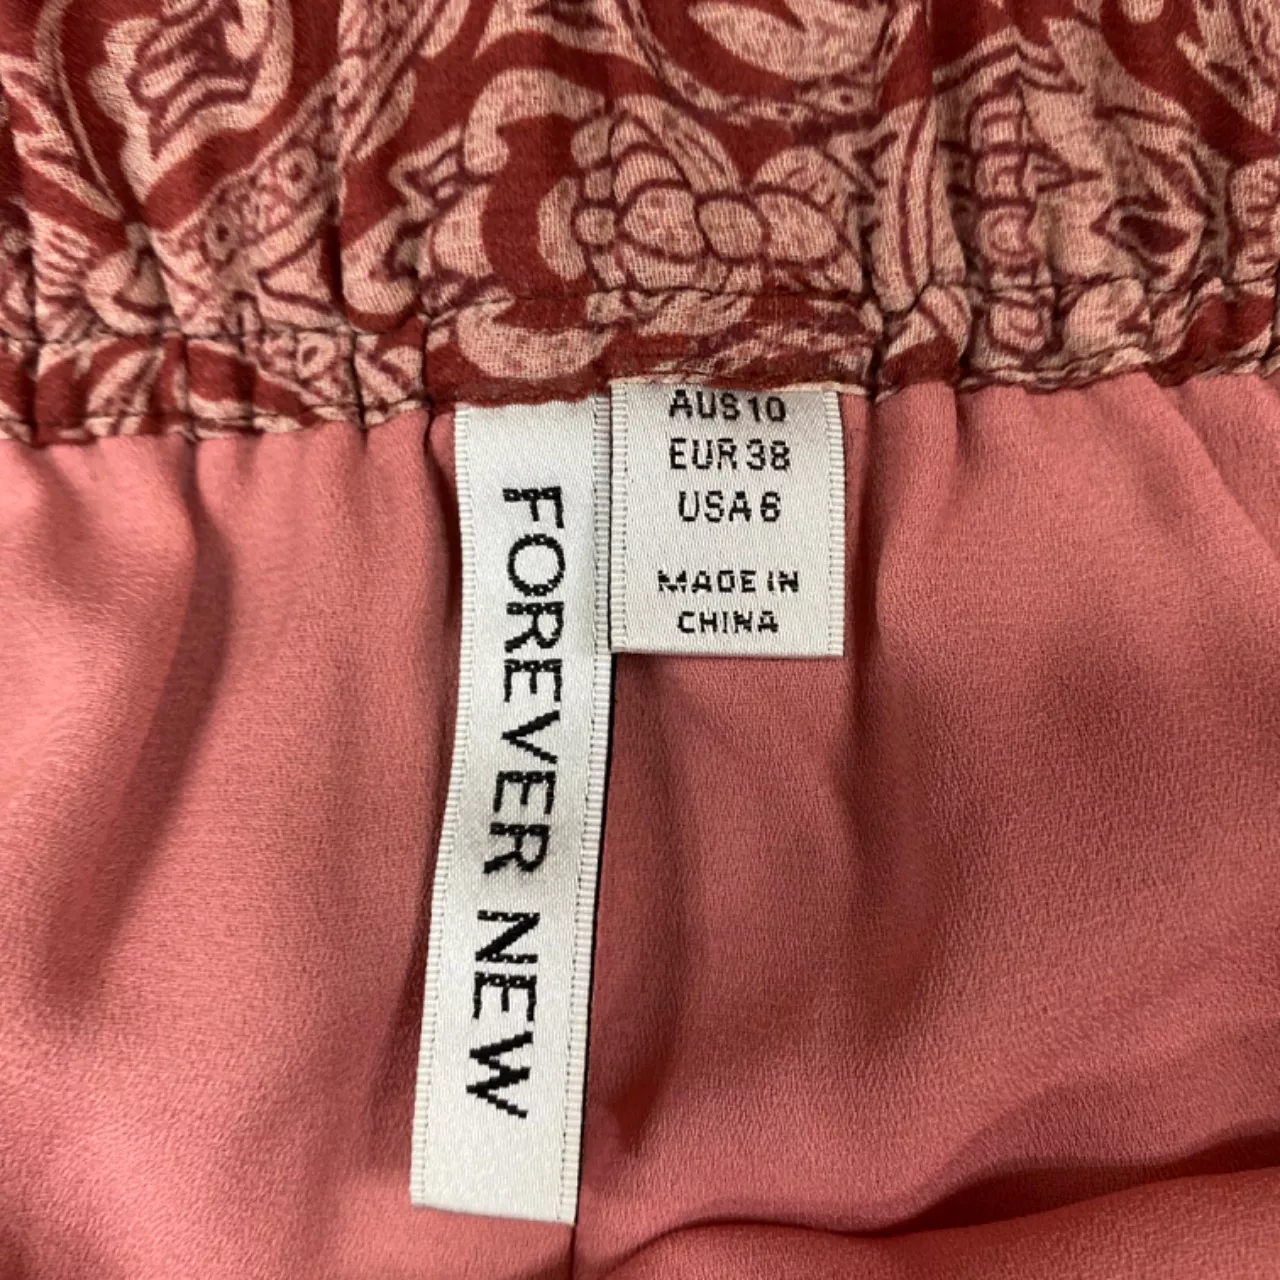 FOREVER NEW
AUS 10
EUR 38
USA 6
MADE IN
CHINA